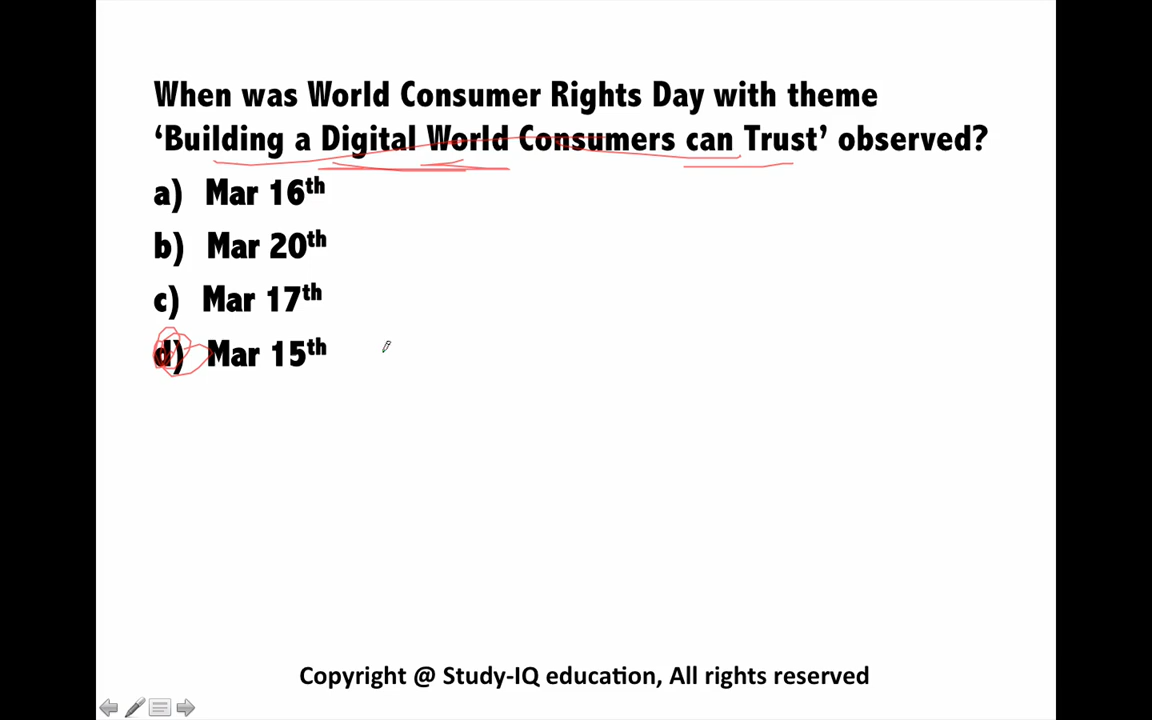 When was World Consumer Rights Day with theme
‘Building a Digital World Consumers can Trust’ observed?
a) Mar 16th
b) Mar 20th
c) Mar 17th
d) Mar 15th
Copyright @ Study-IQ education, All rights reserved